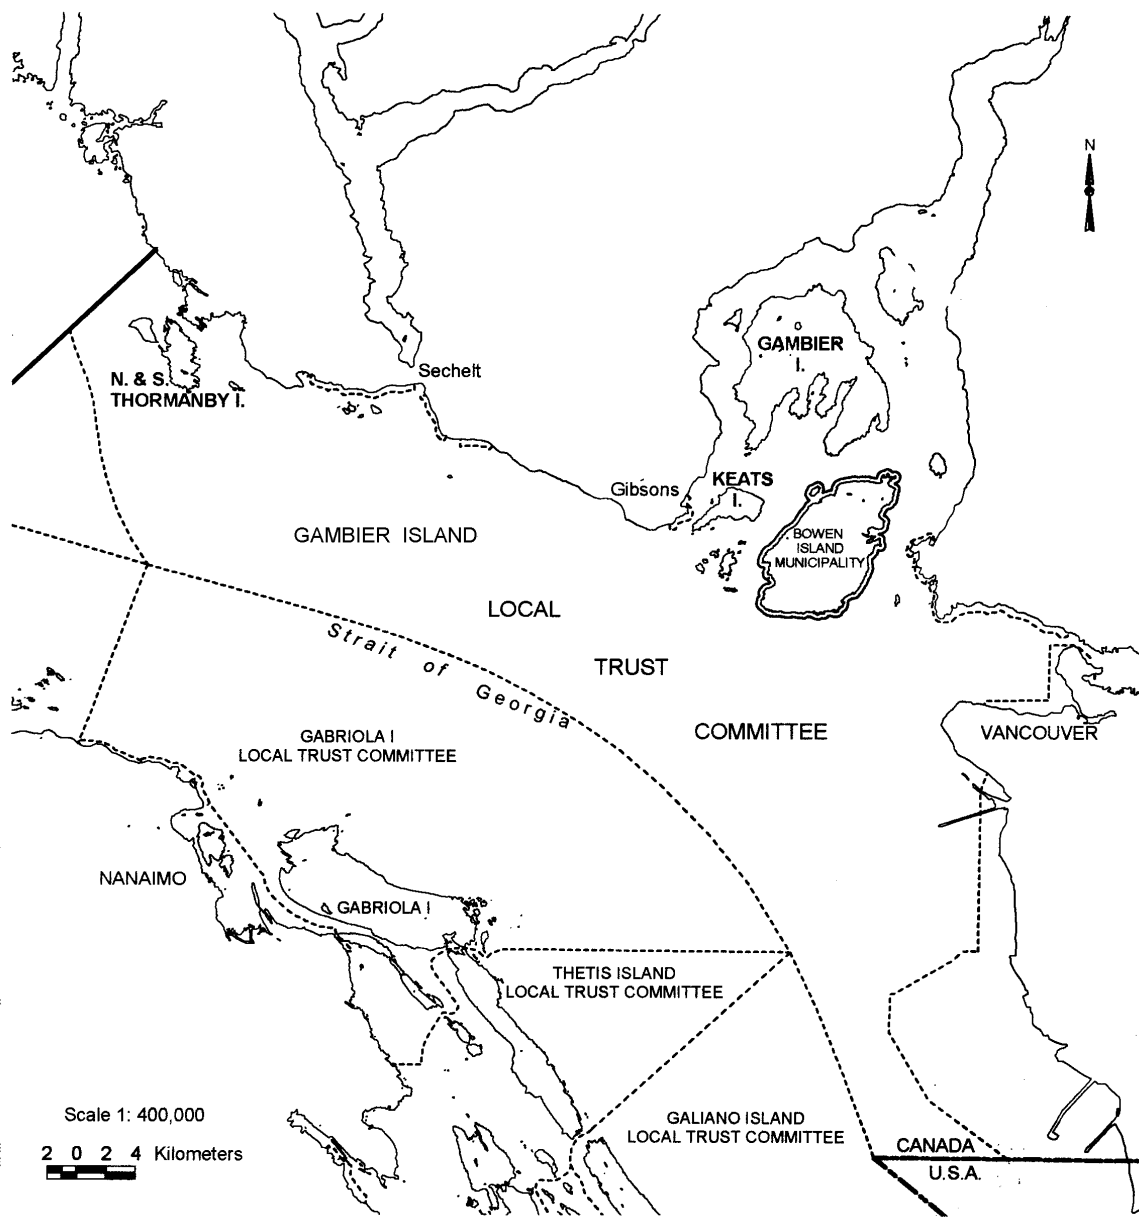 N
GAMBIER
I.
Sechelt
N. & S.
THORMANBY I.
KEATS
I.
Gibsons
GAMBIER ISLAND
BOWEN
ISLAND
MUNICIPALITY
LOCAL
Strait of Georgia
TRUST
COMMITTEE
VANCOUVER
GABRIOLA I
LOCAL TRUST COMMITTEE
NANAIMO
GABRIOLA I
THETIS ISLAND
LOCAL TRUST COMMITTEE
Scale 1: 400,000
GALIANO ISLAND
LOCAL TRUST COMMITTEE
CANADA
U.S.A.
2 0 2 4 Kilometers